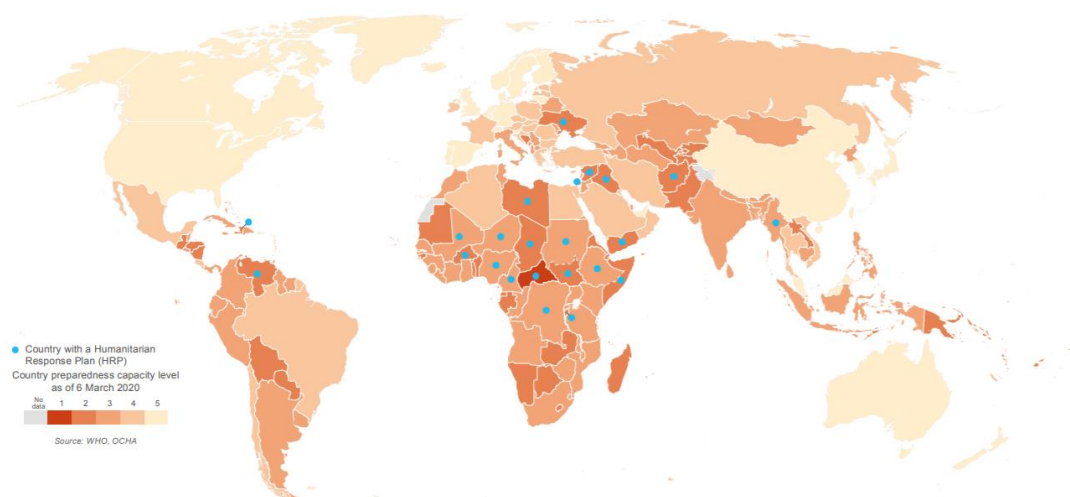 Country with a Humanitarian
Response Plan (HRP)
Country preparedness capacity level
as of 6 March 2020
No
data
1 2 3 4 5
Source: WHO, OCHA